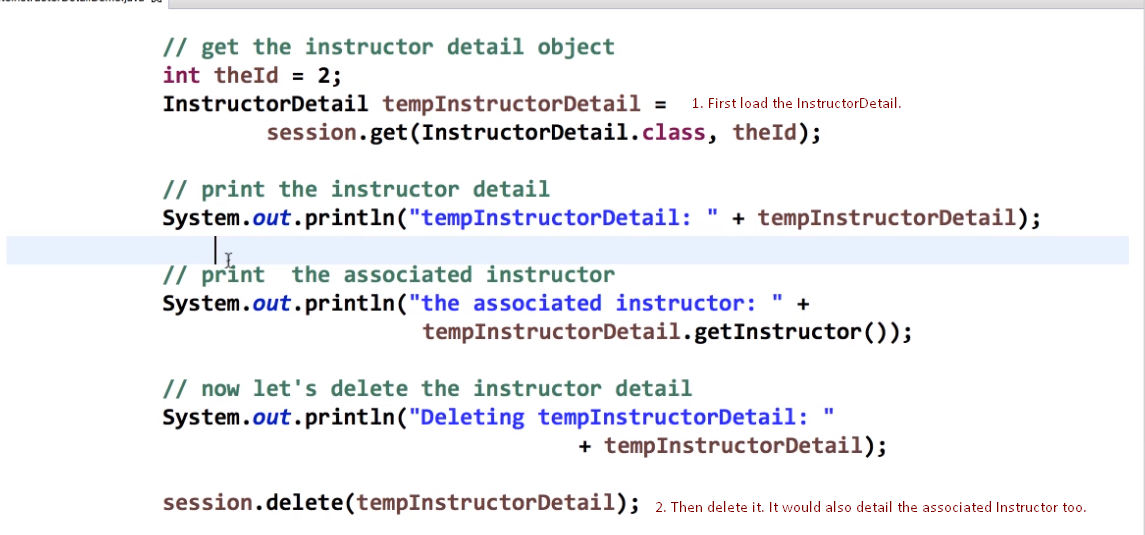 // get the instructor detail object
int theId = 2;
InstructorDetail tempInstructorDetail = 1. First load the InstructorDetail.
session.get(InstructorDetail.class, theId);
// print the instructor detail
System.out.println("tempInstructorDetail: " + tempInstructorDetail);
// print  the associated instructor
System.out.println("the associated instructor: " +
tempInstructorDetail.getInstructor());
// now let's delete the instructor detail
System.out.println("Deleting tempInstructorDetail: "
+ tempInstructorDetail);
session.delete(tempInstructorDetail); 2. Then delete it. It would also detail the associated Instructor too.